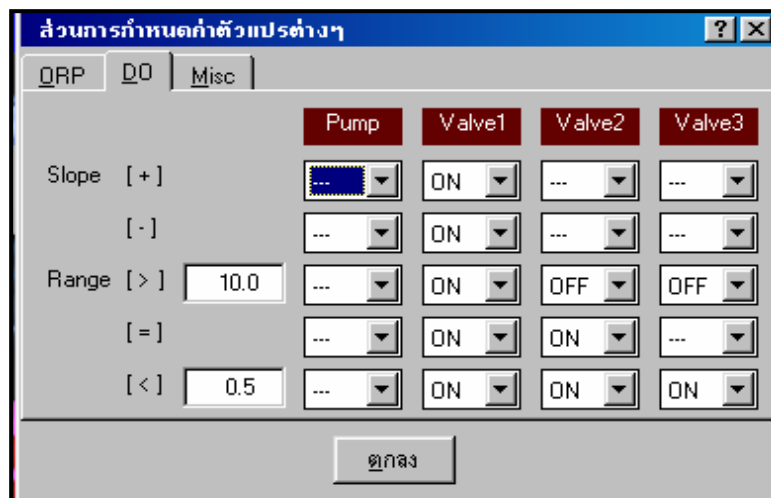 ส่วนการกำหนดค่าตัวแปรต่างๆ
ORP DO Misc
Pump Valve1 Valve2 Valve3
Slope [+] --- ON --- ---
[-] --- ON --- ---
Range [>] 10.0 --- ON OFF OFF
[=] --- ON ON ---
[<] 0.5 --- ON ON ON
ตกลง